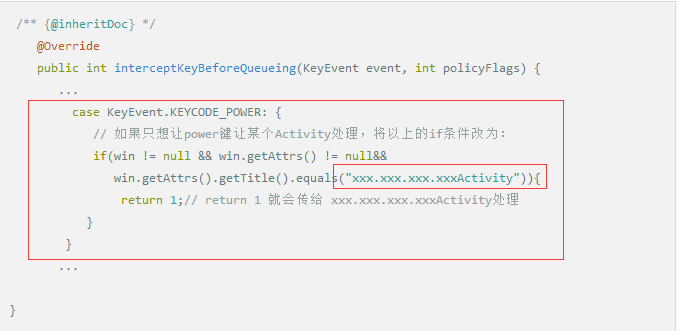 /** {@inheritDoc} */
@Override
public int interceptKeyBeforeQueueing(KeyEvent event, int policyFlags) {
...
case KeyEvent.KEYCODE_POWER: {
// 如果只想让power键让某个Activity处理，将以上的if条件改为：
if(win != null && win.getAttrs() != null&&
win.getAttrs().getTitle().equals("xxx.xxx.xxx.xxxActivity")){
return 1;// return 1 就会传给 xxx.xxx.xxx.xxxActivity处理
}
}
...
}